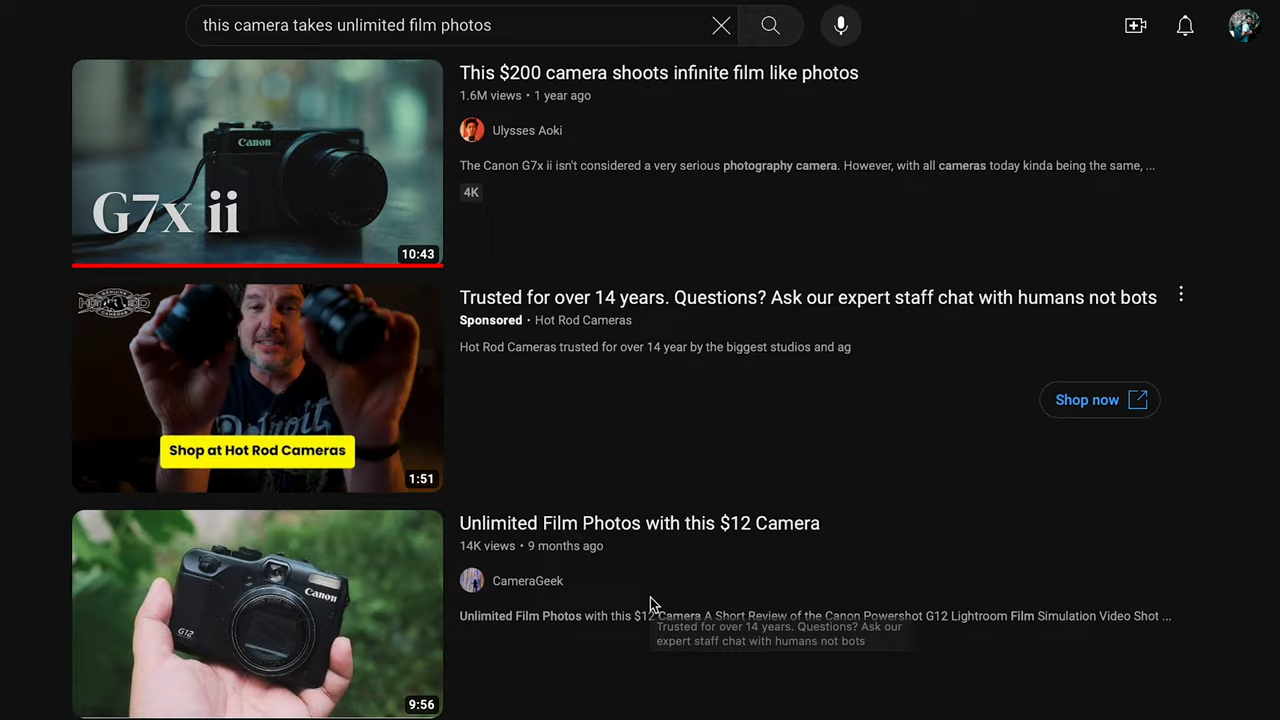 this camera takes unlimited film photos
This $200 camera shoots infinite film like photos
1.6M views • 1 year ago
Ulysses Aoki
The Canon G7x ii isn't considered a very serious photography camera. However, with all cameras today kinda being the same, ...
4K
Canon
G7x ii
10:43
Trusted for over 14 years. Questions? Ask our expert staff chat with humans not bots
Sponsored • Hot Rod Cameras
Hot Rod Cameras trusted for over 14 year by the biggest studios and ag
Shop now
HOT ROD
CAMERAS
Detroit
Shop at Hot Rod Cameras
1:51
Unlimited Film Photos with this $12 Camera
14K views • 9 months ago
CameraGeek
Unlimited Film Photos with this $12 Camera A Short Review of the Canon Powershot G12 Lightroom Film Simulation Video Shot ...
Trusted for over 14 years. Questions? Ask our
expert staff chat with humans not bots
Canon
G12
9:56